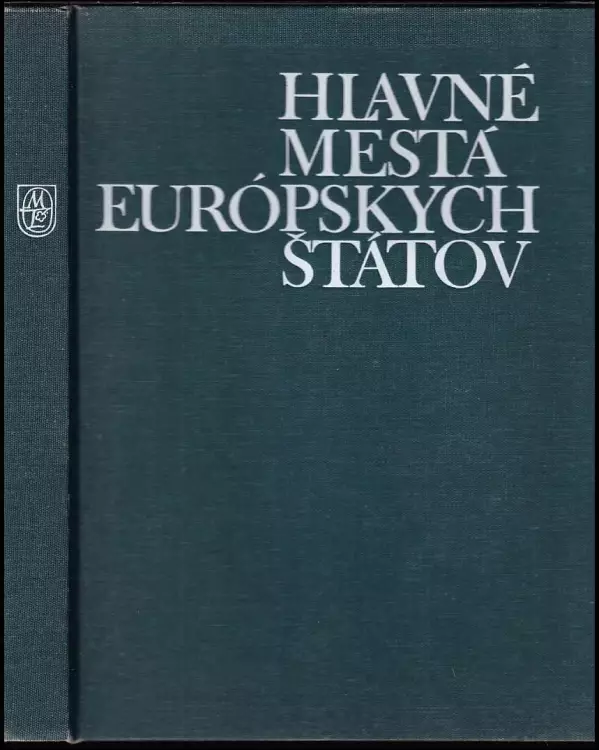 HLAVNÉ
MESTÁ
EURÓPSKYCH
ŠTÁTOV